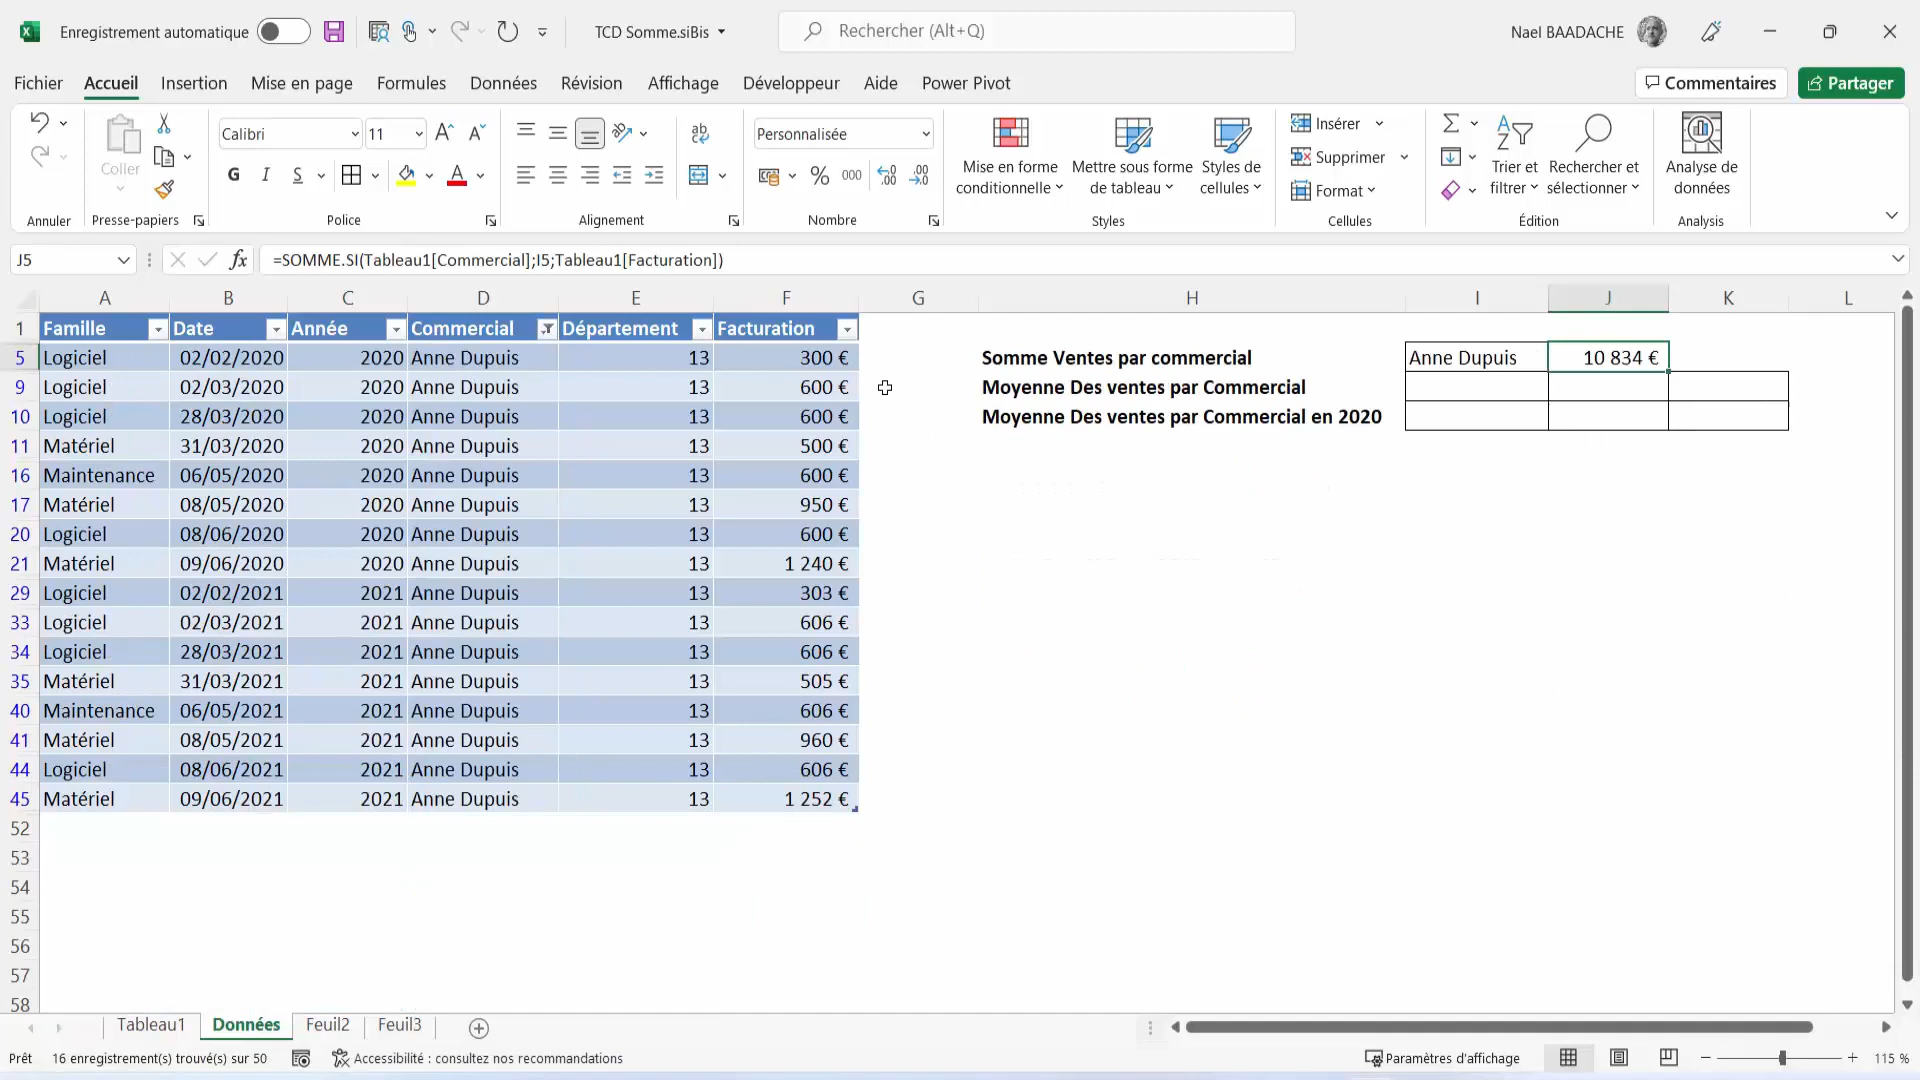 Enregistrement automatique
TCD Somme.siBis
Rechercher (Alt+Q)
Nael BAADACHE
Fichier Accueil Insertion Mise en page Formules Données Révision Affichage Développeur Aide Power Pivot
Commentaires Partager
Coller
Calibri 11
G I S
Personnalisée
% 000
Mise en forme conditionnelle
Mettre sous forme de tableau
Styles de cellules
Insérer
Supprimer
Format
Trier et filtrer
Rechercher et sélectionner
Analyse de données
Annuler Presse-papiers Police Alignement Nombre Styles Cellules Édition Analysis
J5 fx =SOMME.SI(Tableau1[Commercial];I5;Tableau1[Facturation])
A B C D E F G H I J K L
1 Famille Date Année Commercial Département Facturation
5 Logiciel 02/02/2020 2020 Anne Dupuis 13 300 € Somme Ventes par commercial Anne Dupuis 10 834 €
9 Logiciel 02/03/2020 2020 Anne Dupuis 13 600 € Moyenne Des ventes par Commercial
10 Logiciel 28/03/2020 2020 Anne Dupuis 13 600 € Moyenne Des ventes par Commercial en 2020
11 Matériel 31/03/2020 2020 Anne Dupuis 13 500 €
16 Maintenance 06/05/2020 2020 Anne Dupuis 13 600 €
17 Matériel 08/05/2020 2020 Anne Dupuis 13 950 €
20 Logiciel 08/06/2020 2020 Anne Dupuis 13 600 €
21 Matériel 09/06/2020 2020 Anne Dupuis 13 1 240 €
29 Logiciel 02/02/2021 2021 Anne Dupuis 13 303 €
33 Logiciel 02/03/2021 2021 Anne Dupuis 13 606 €
34 Logiciel 28/03/2021 2021 Anne Dupuis 13 606 €
35 Matériel 31/03/2021 2021 Anne Dupuis 13 505 €
40 Maintenance 06/05/2021 2021 Anne Dupuis 13 606 €
41 Matériel 08/05/2021 2021 Anne Dupuis 13 960 €
44 Logiciel 08/06/2021 2021 Anne Dupuis 13 606 €
45 Matériel 09/06/2021 2021 Anne Dupuis 13 1 252 €
52
53
54
55
56
57
58
Tableau1 Données Feuil2 Feuil3
Prêt 16 enregistrement(s) trouvé(s) sur 50 Accessibilité : consultez nos recommandations Paramètres d'affichage 115 %